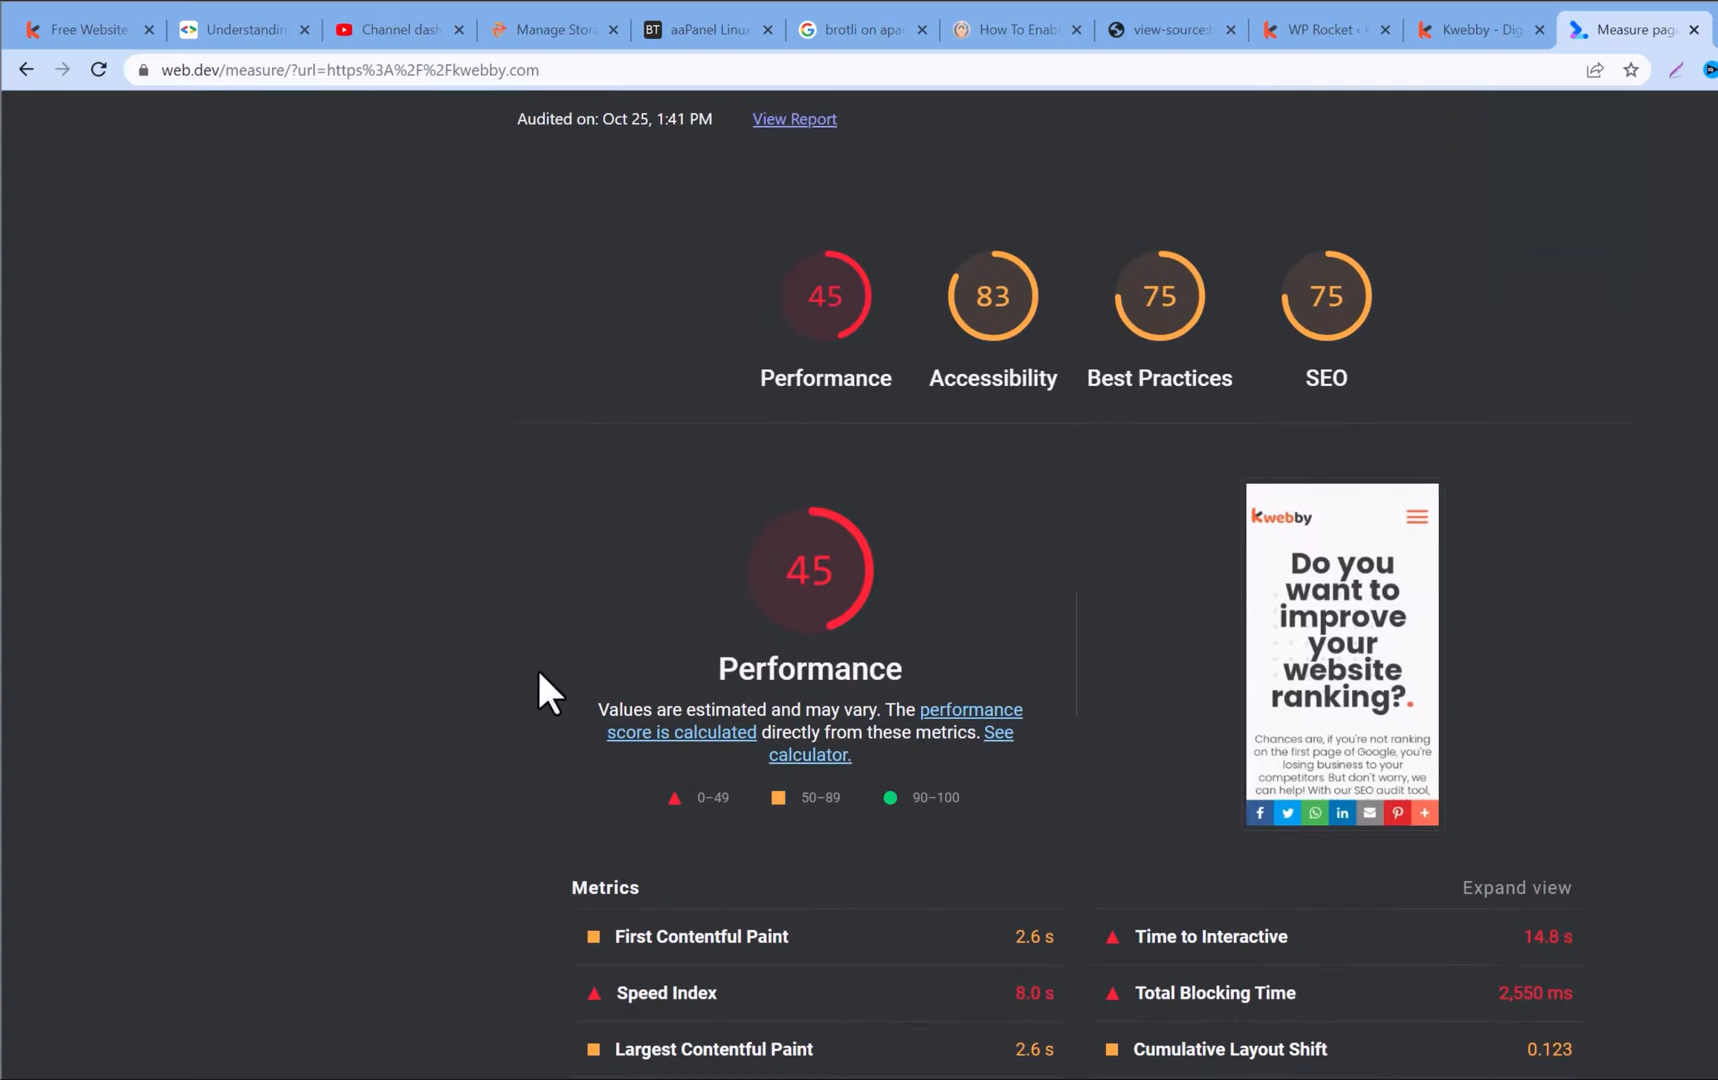 Free Website
Understandin
Channel dash
Manage Stor
BT
aaPanel Linux
brotli on apa
How To Enabl
view-source:
WP Rocket ‹
Kwebby - Dig
Measure pag
web.dev/measure/?url=https%3A%2F%2Fkwebby.com
Audited on: Oct 25, 1:41 PM
View Report
45
83
75
75
Performance
Accessibility
Best Practices
SEO
45
Performance
Values are estimated and may vary. The performance
score is calculated directly from these metrics. See
calculator.
0–49
50–89
90–100
kwebby
Do you
want to
improve
your
website
ranking?.
Chances are, if you're not ranking
on the first page of Google, you're
losing business to your
competitors. But don't worry, we
can help! With our SEO audit tool,
Metrics
Expand view
First Contentful Paint
2.6 s
Time to Interactive
14.8 s
Speed Index
8.0 s
Total Blocking Time
2,550 ms
Largest Contentful Paint
2.6 s
Cumulative Layout Shift
0.123